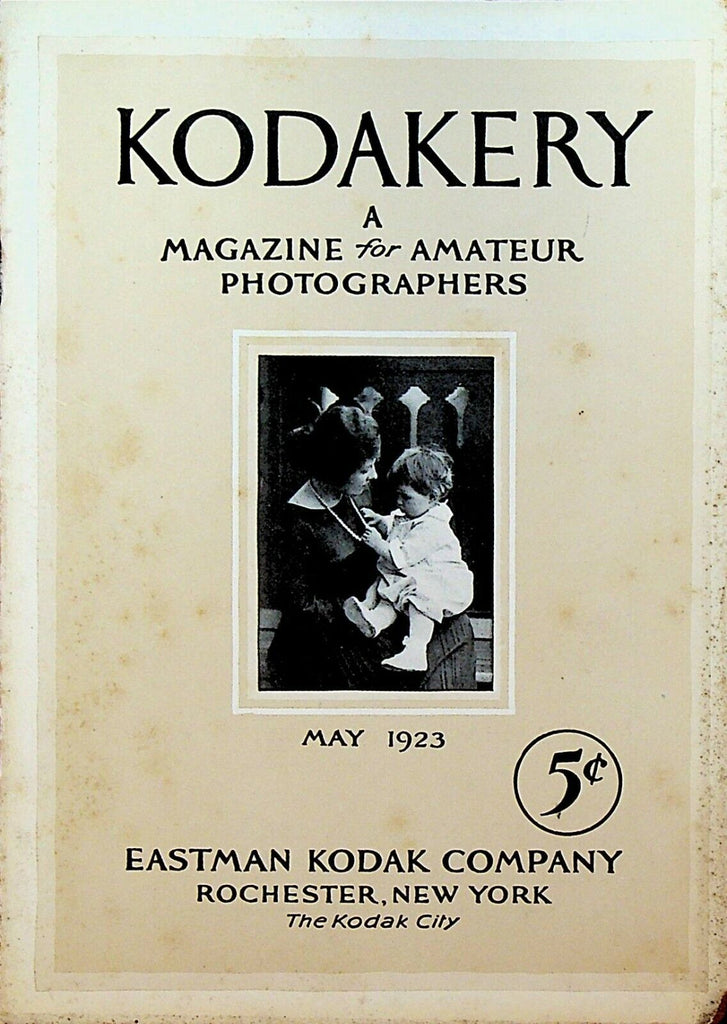 KODAKERY
A
MAGAZINE for AMATEUR
PHOTOGRAPHERS
MAY 1923
5¢
EASTMAN KODAK COMPANY
ROCHESTER, NEW YORK
The Kodak City